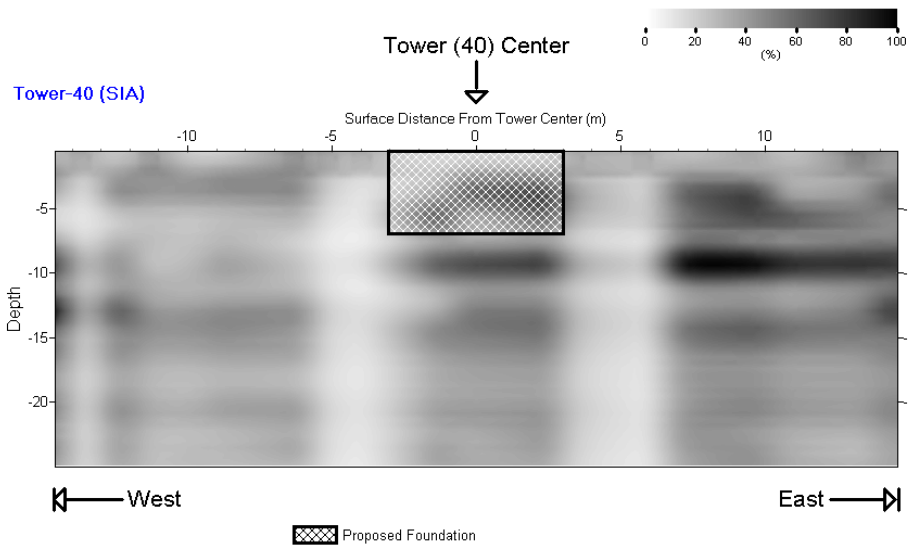 0 20 40 60 80 100
(%)
Tower (40) Center
Tower-40 (SIA)
Surface Distance From Tower Center (m)
-10 -5 0 5 10
Depth
-5
-10
-15
-20
West East
Proposed Foundation